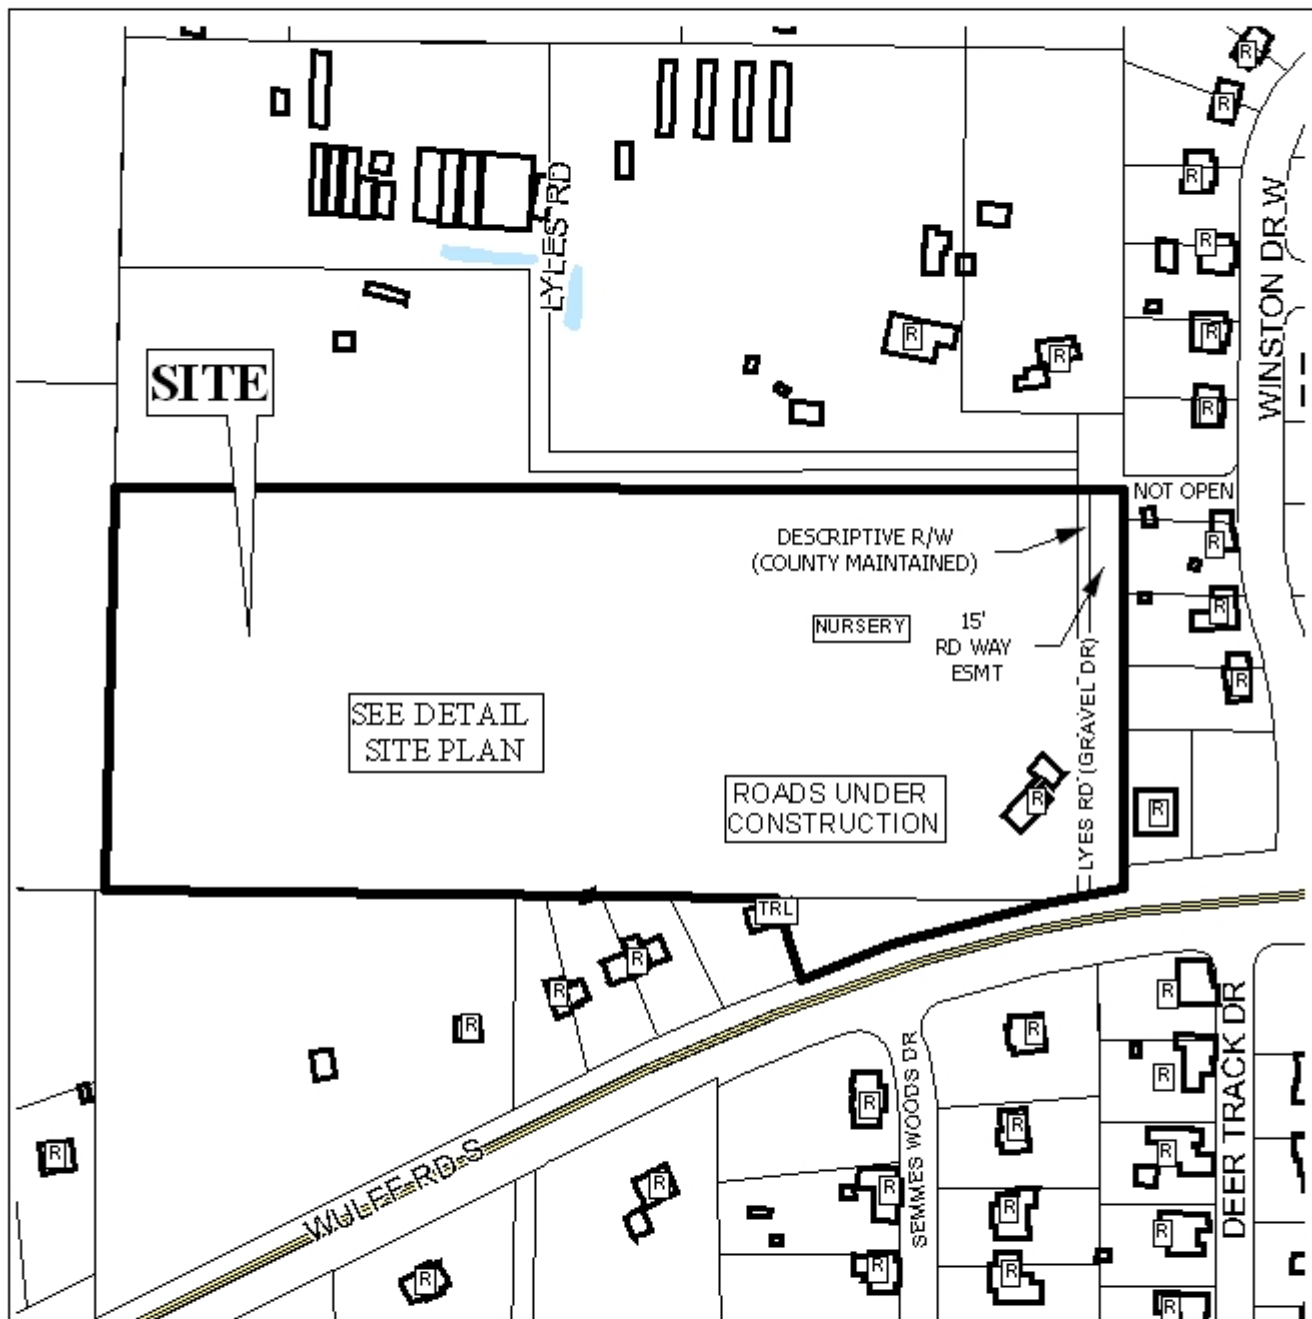 R
R
LYLES RD
R
WINSTON DR W
R
R
R
R
SITE
R
NOT OPEN
DESCRIPTIVE R/W
(COUNTY MAINTAINED)
R
NURSERY
15'
RD WAY
ESMT
R
R
SEE DETAIL
SITE PLAN
LYES RD (GRAVEL DR)
ROADS UNDER
CONSTRUCTION
R
R
TRL
R
R
R
R
R
R
R
SEMMES WOODS DR
DEER TRACK DR
R
R
R
R
WULFF RD S
R
R
R
R
R
R
R
R